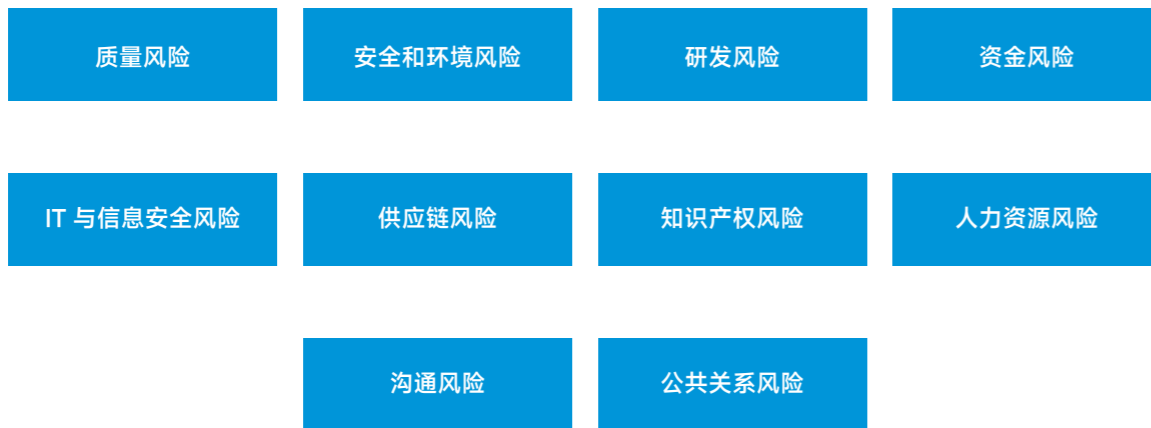 质量风险
安全和环境风险
研发风险
资金风险
IT 与信息安全风险
供应链风险
知识产权风险
人力资源风险
沟通风险
公共关系风险